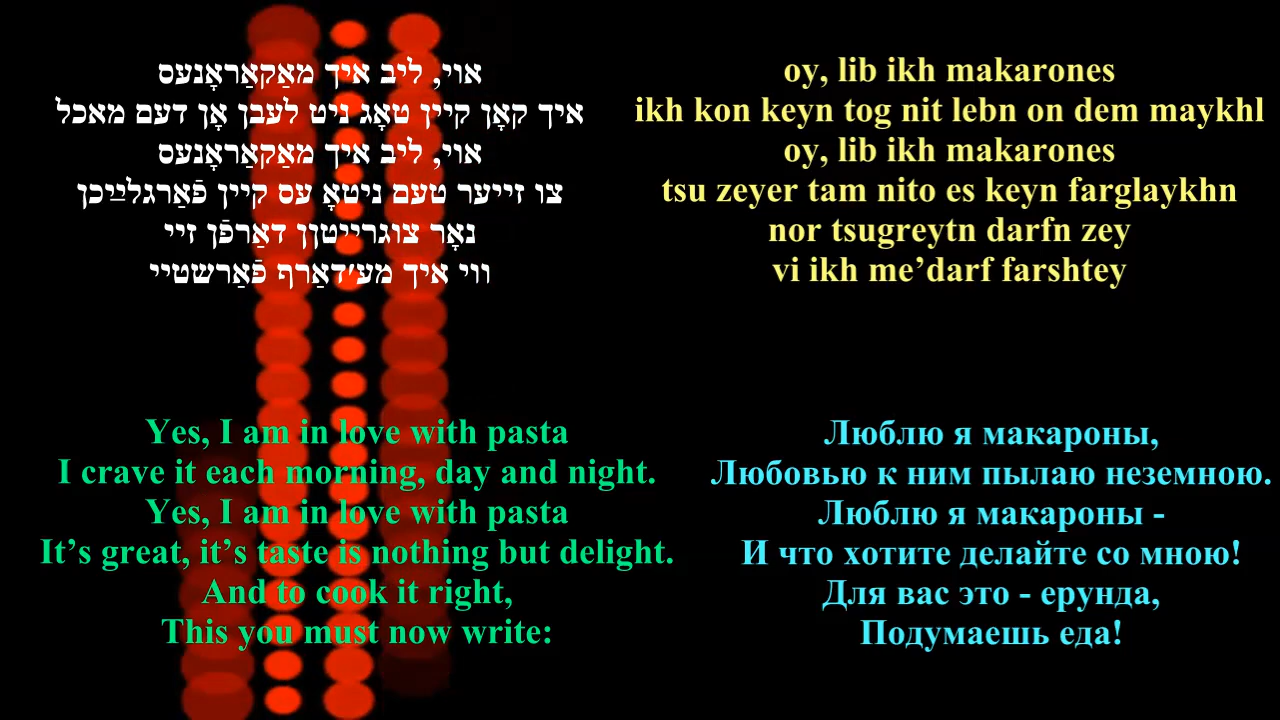 אוי, ליב איך מאַקאַראָנעס
איך קאָן קיין טאָג ניט לעבן אָן דעם מאכל
אוי, ליב איך מאַקאַראָנעס
צו זייער טעם ניטאָ עס קיין פֿאַרגלײַכן
נאָר צוגרייטןן דאַרפֿן זיי
ווי איך מע׳דאַרף פֿאַרשטיי
oy, lib ikh makarones
ikh kon keyn tog nit lebn on dem maykhl
oy, lib ikh makarones
tsu zeyer tam nito es keyn farglaykhn
nor tsugreytn darfn zey
vi ikh me’darf farshtey
Yes, I am in love with pasta
I crave it each morning, day and night.
Yes, I am in love with pasta
It’s great, it’s taste is nothing but delight.
And to cook it right,
This you must now write:
Люблю я макароны,
Любовью к ним пылаю неземною.
Люблю я макароны -
И что хотите делайте со мною!
Для вас это - ерунда,
Подумаешь еда!